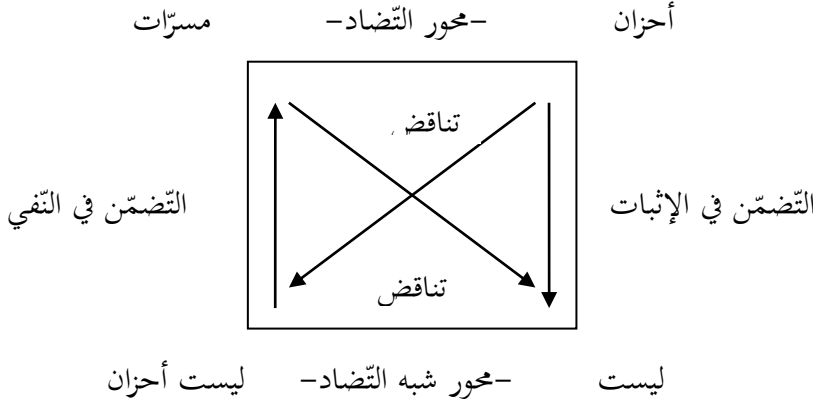 أحزان –محور التّضاد– مسرّات
تناقض
التّضمّن في الإثبات التّضمّن في النّفي
تناقض
ليست –محور شبه التّضاد– ليست أحزان